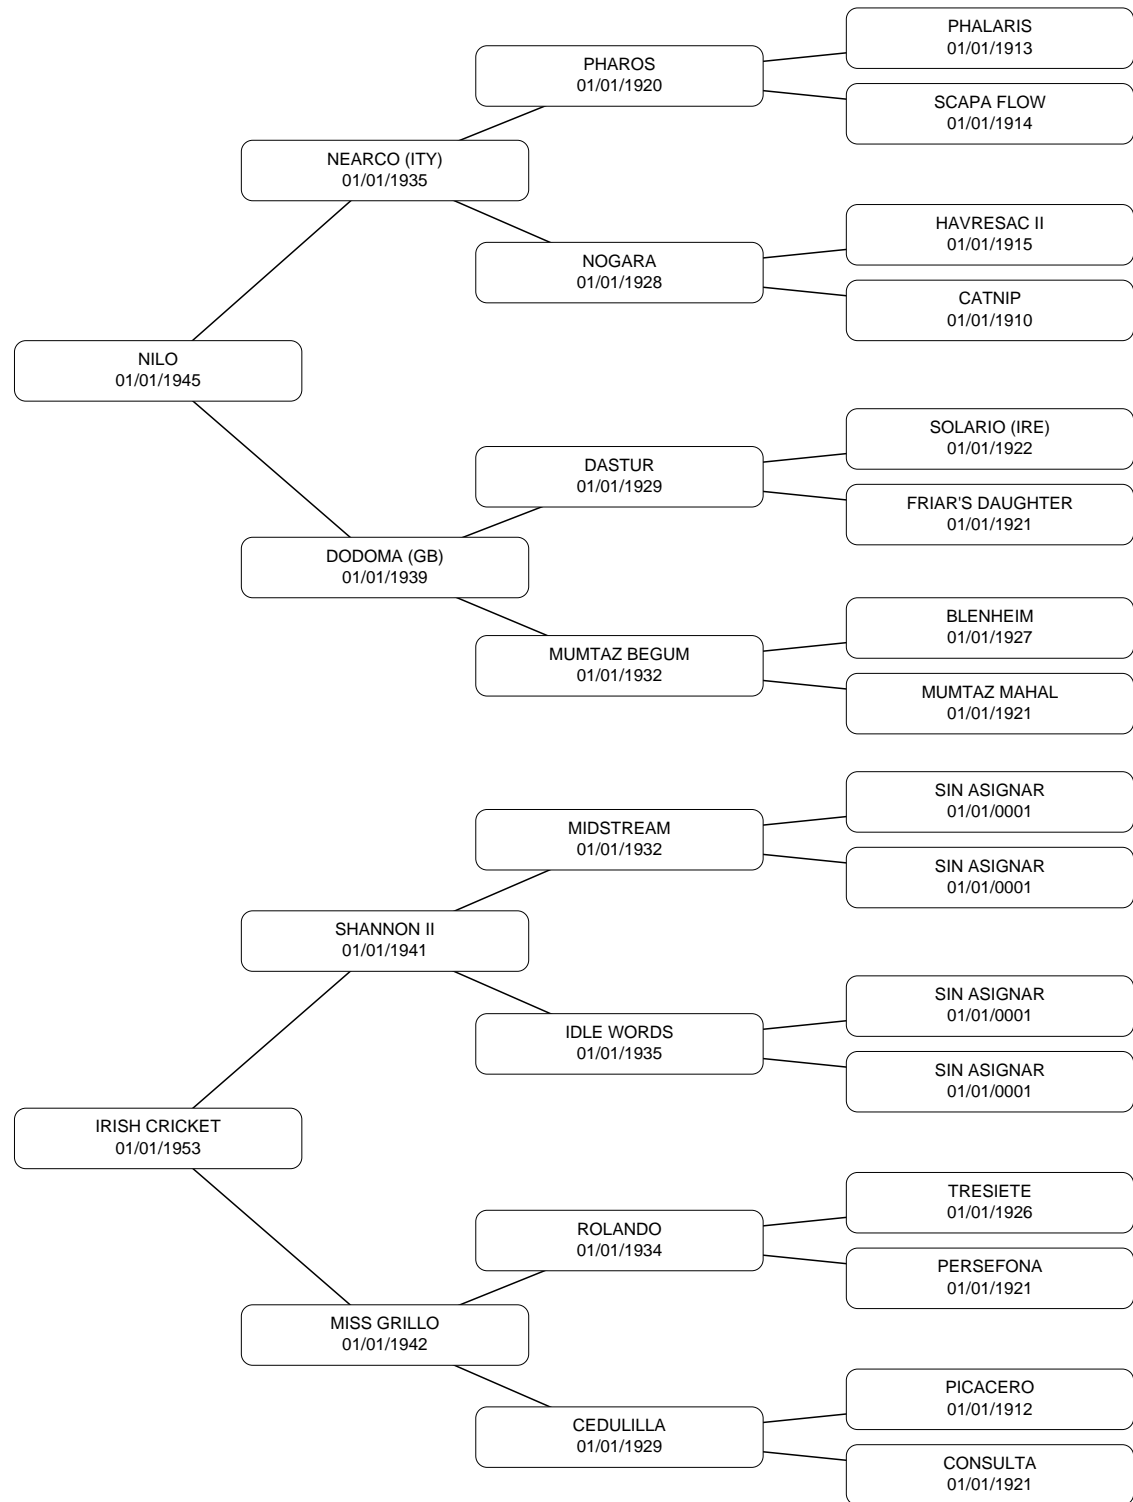 PHALARIS
01/01/1913
PHAROS
01/01/1920
SCAPA FLOW
01/01/1914
NEARCO (ITY)
01/01/1935
HAVRESAC II
01/01/1915
NOGARA
01/01/1928
CATNIP
01/01/1910
NILO
01/01/1945
SOLARIO (IRE)
01/01/1922
DASTUR
01/01/1929
FRIAR'S DAUGHTER
01/01/1921
DODOMA (GB)
01/01/1939
BLENHEIM
01/01/1927
MUMTAZ BEGUM
01/01/1932
MUMTAZ MAHAL
01/01/1921
SIN ASIGNAR
01/01/0001
MIDSTREAM
01/01/1932
SIN ASIGNAR
01/01/0001
SHANNON II
01/01/1941
SIN ASIGNAR
01/01/0001
IDLE WORDS
01/01/1935
SIN ASIGNAR
01/01/0001
IRISH CRICKET
01/01/1953
TRESIETE
01/01/1926
ROLANDO
01/01/1934
PERSEFONA
01/01/1921
MISS GRILLO
01/01/1942
PICACERO
01/01/1912
CEDULILLA
01/01/1929
CONSULTA
01/01/1921